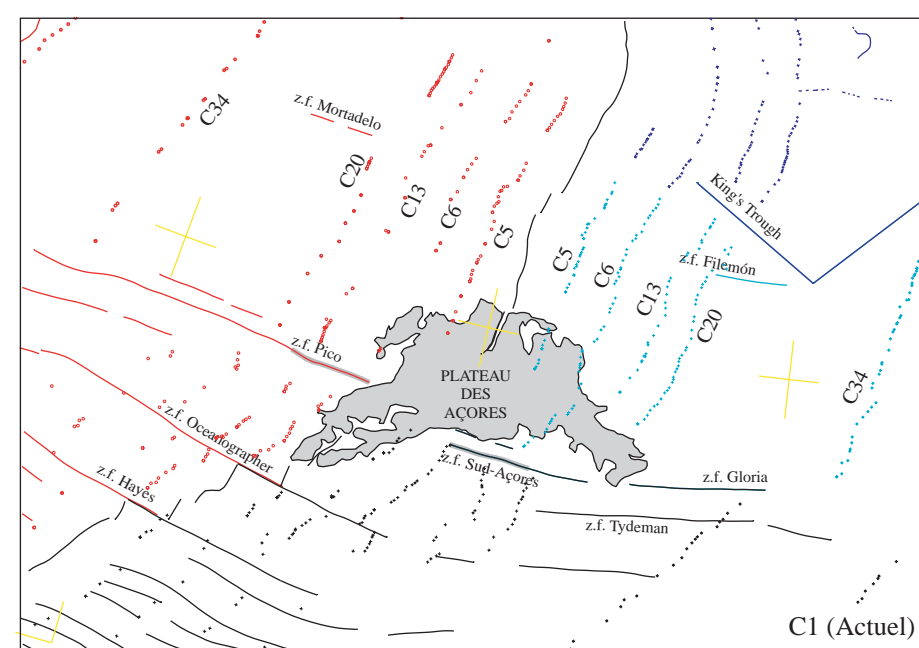 C34
z.f. Mortadelo
C20
C13
C6
C5
King's Trough
C5
C6
z.f. Filemón
C13
C20
C34
z.f. Pico
PLATEAU
DES
AÇORES
z.f. Oceanographer
z.f. Hayes
z.f. Sud-Açores
z.f. Gloria
z.f. Tydeman
C1 (Actuel)